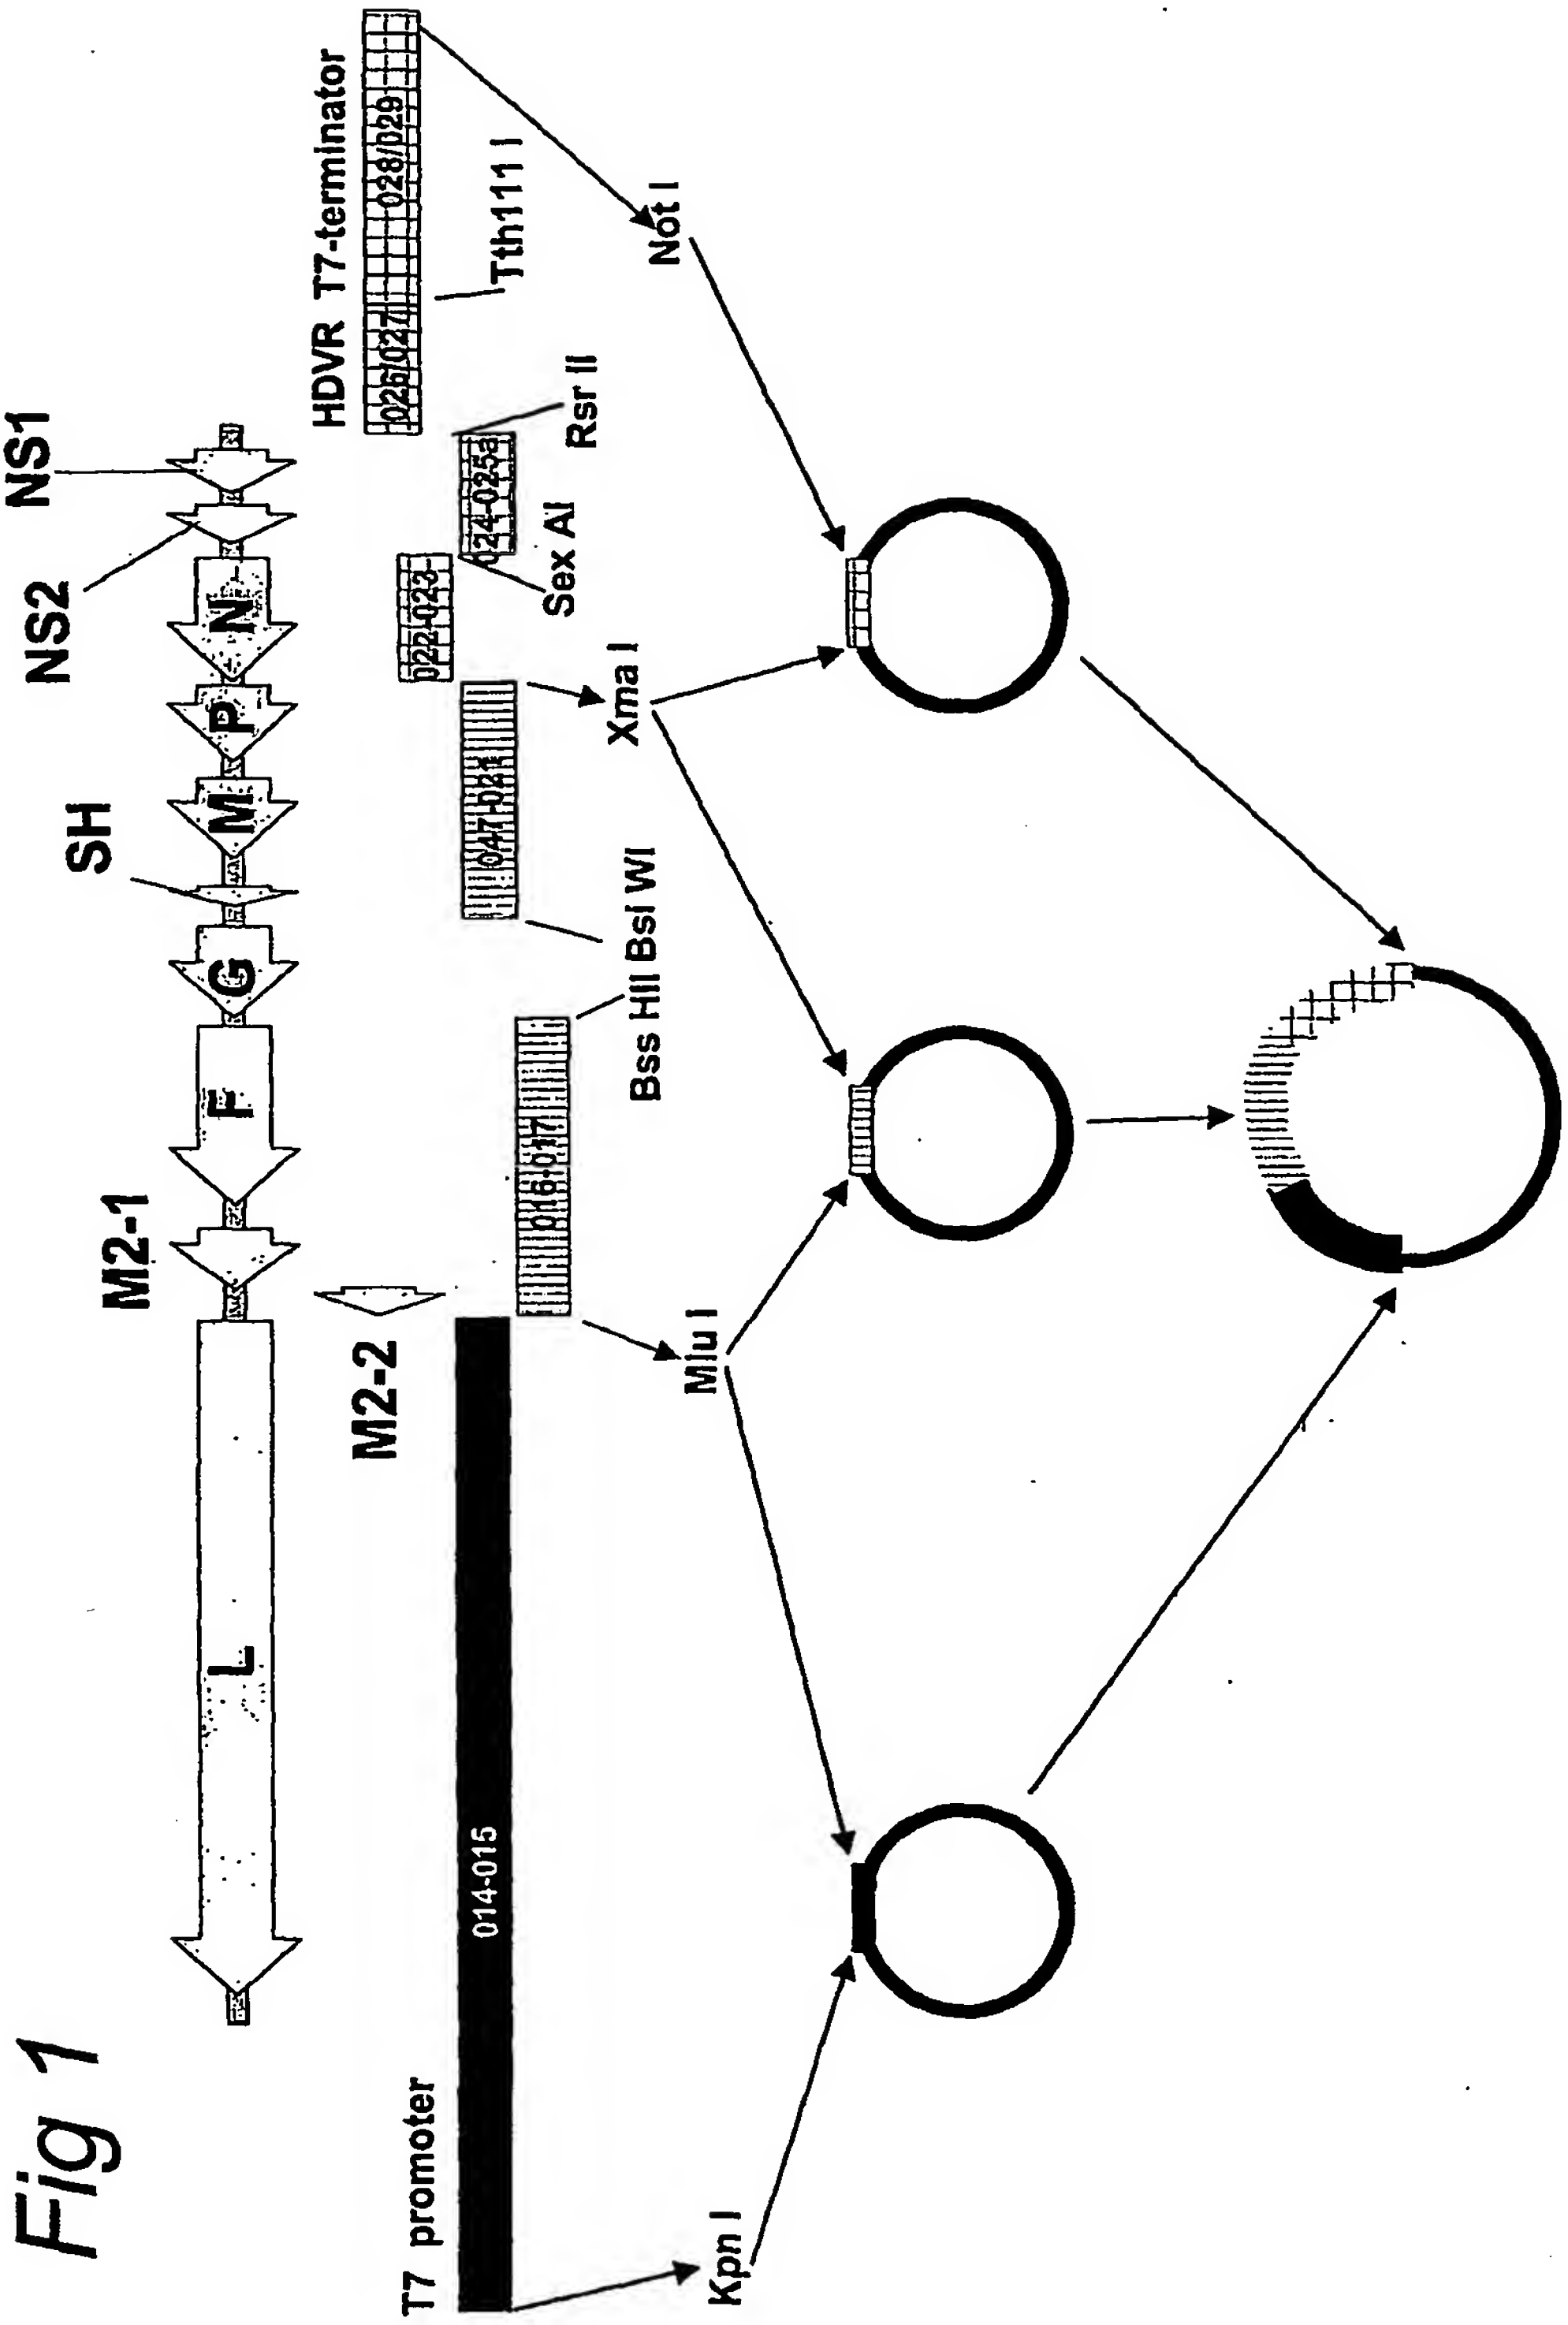 Fig 1
NS1
NS2
SH
M2-1
L
F
G
M
P
N
M2-2
HDVR T7-terminator
026/027
028/029
Tth111 I
T7 promoter
014-015
016-017
047-021
022-023
024-025a
Rsr II
Sex AI
Bss HII Bsi WI
Kpn I
Mlu I
Xma I
Not I